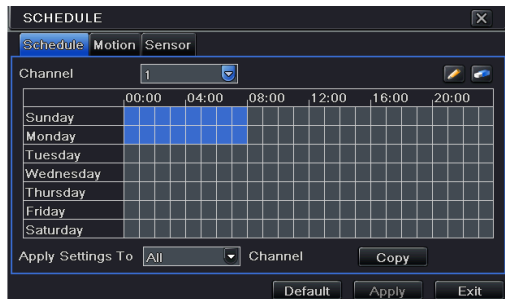 SCHEDULE
Schedule Motion Sensor
Channel 1
00:00 04:00 08:00 12:00 16:00 20:00
Sunday
Monday
Tuesday
Wednesday
Thursday
Friday
Saturday
Apply Settings To All Channel Copy
Default Apply Exit